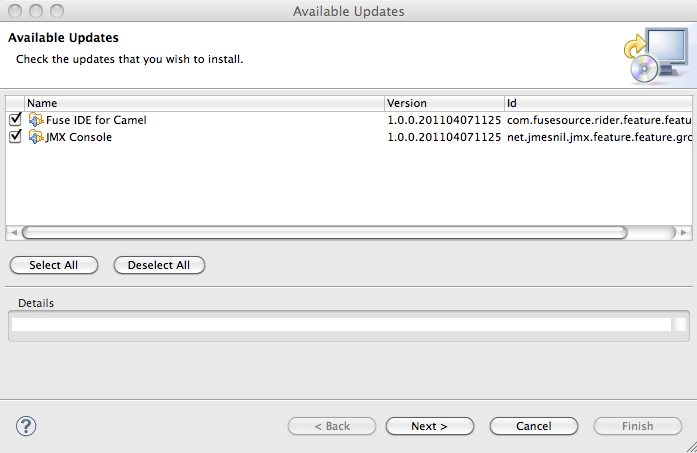 Available Updates
Available Updates
Check the updates that you wish to install.
Name Version Id
Fuse IDE for Camel 1.0.0.201104071125 com.fusesource.rider.feature.featu
JMX Console 1.0.0.201104071125 net.jmesnil.jmx.feature.feature.gro
Select All Deselect All
Details
? < Back Next > Cancel Finish